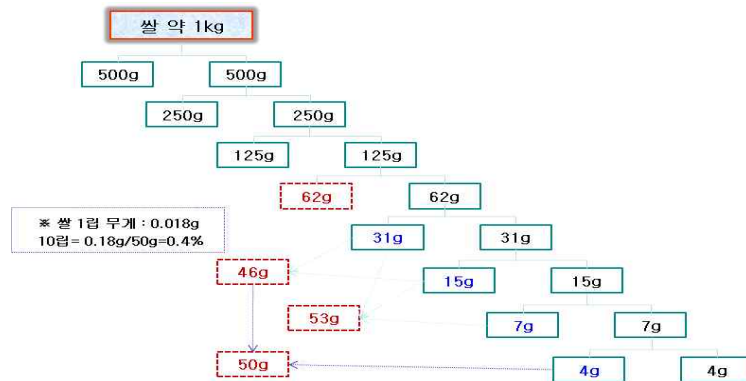 쌀 약 1kg
500g 500g
250g 250g
125g 125g
62g 62g
※ 쌀 1립 무게 : 0.018g
10립= 0.18g/50g=0.4%
31g 31g
46g 15g 15g
53g 7g 7g
50g 4g 4g